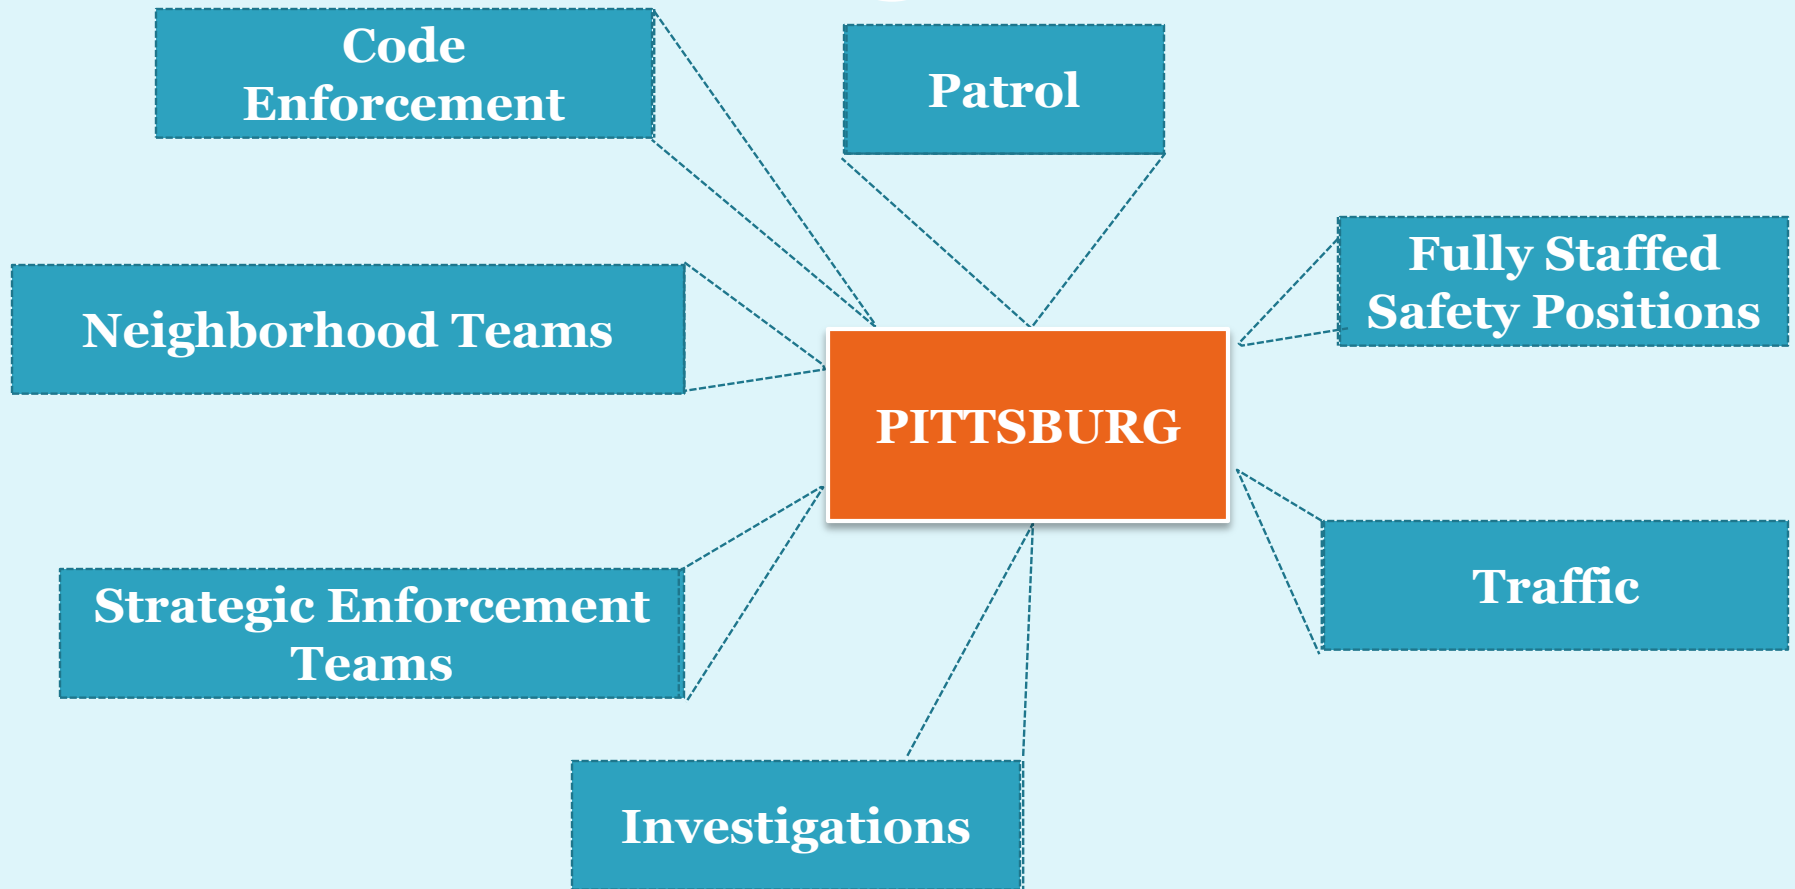 Code
Enforcement
Patrol
Fully Staffed
Safety Positions
Neighborhood Teams
PITTSBURG
Strategic Enforcement
Teams
Traffic
Investigations